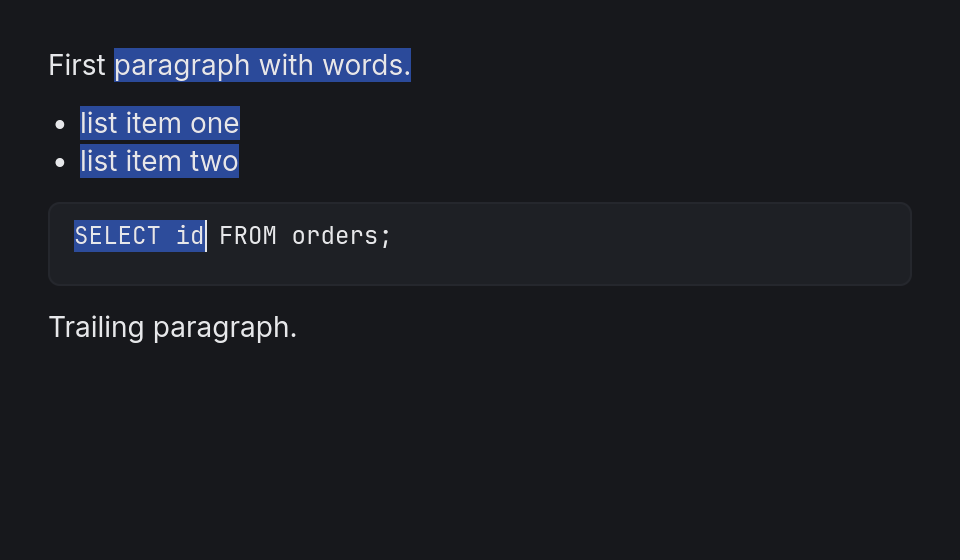 First paragraph with words.
• list item one
• list item two
SELECT id FROM orders;
Trailing paragraph.